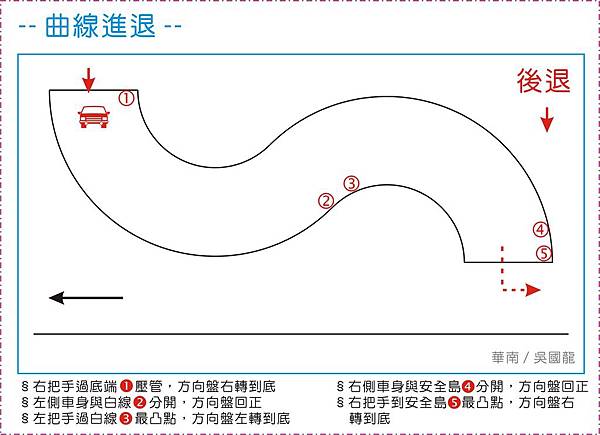 -- 曲線進退 --
後退
①
②
③
④
⑤
華南 / 吳國龍
§右把手過底端❶壓管，方向盤右轉到底
§左側車身與白線❷分開，方向盤回正
§左把手過白線❸最凸點，方向盤左轉到底
§右側車身與安全島❹分開，方向盤回正
§右把手到安全島❺最凸點，方向盤右
轉到底